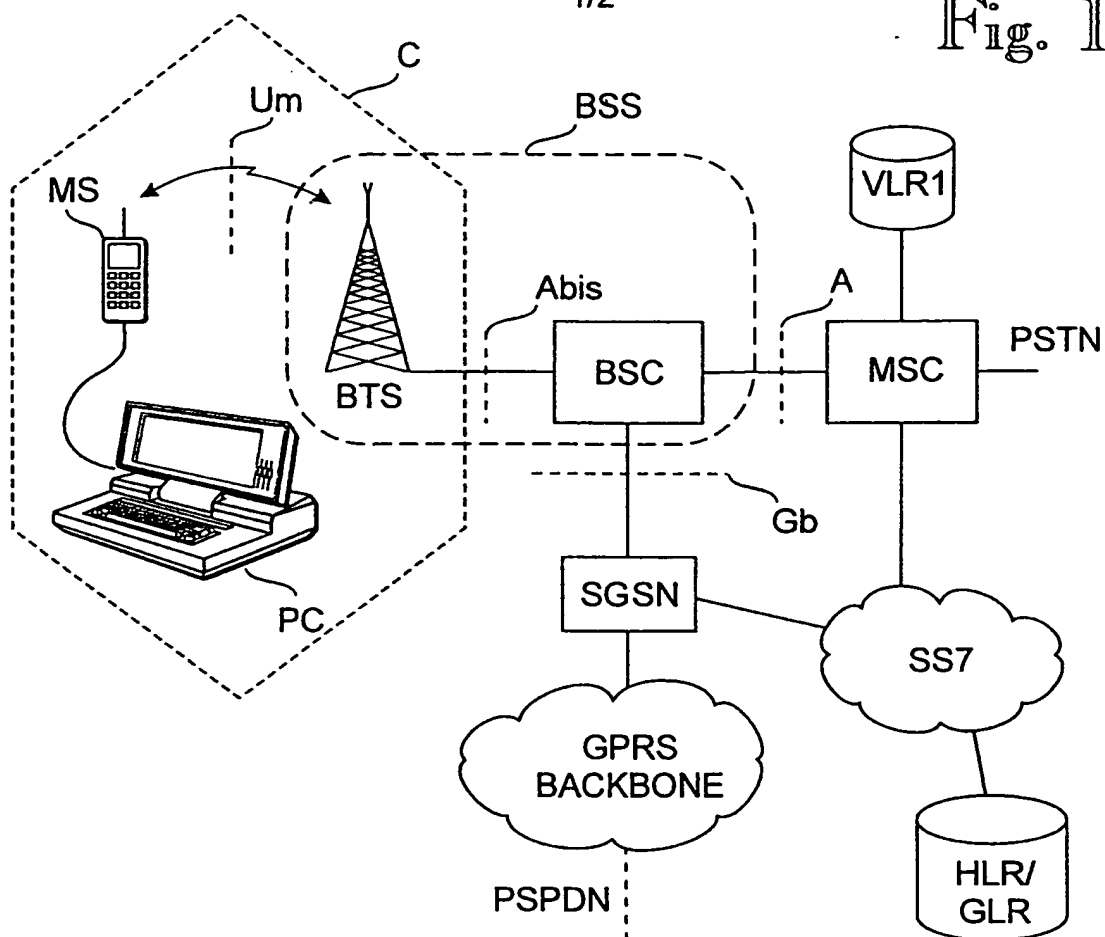 1/2
Fig. 1
C
Um
BSS
MS
VLR1
Abis
A
PSTN
BTS
BSC
MSC
Gb
PC
SGSN
SS7
GPRS
BACKBONE
PSPDN
HLR/
GLR